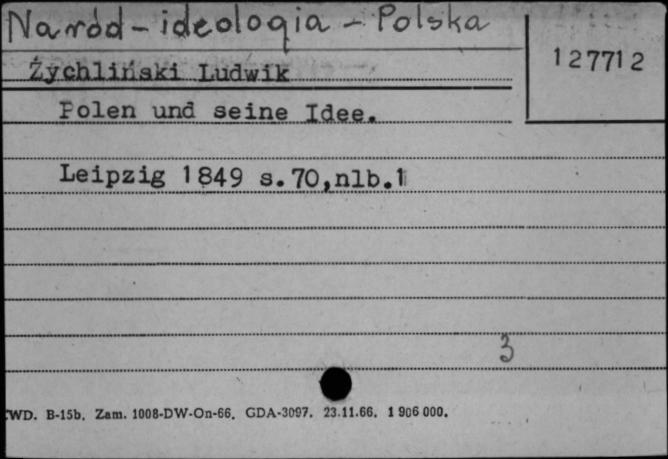 Naród - ideologia - Polska
127712
Żychliński Ludwik
Polen und seine Idee.
Leipzig 1849 s.70,nlb.1
3
WD. B-15b. Zam. 1008-DW-On-66. GDA-3097. 23.11.66. 1 906 000.